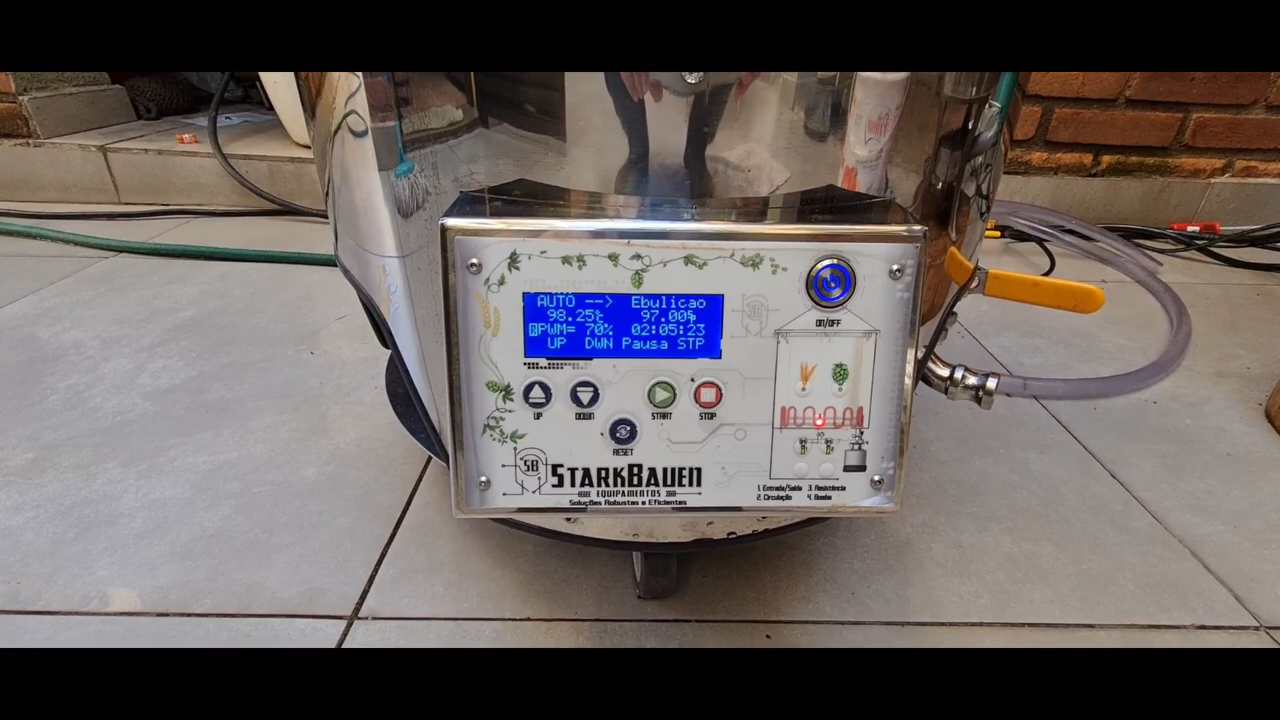 AUTO --> Ebulicao
98.25℃ 97.00
PWM= 70% 02:05:23
UP DWN Pausa STP
ON/OFF
UP DOWN START STOP
RESET
SB
STARKBAUEN
EQUIPAMENTOS
Soluções Robustas e Eficientes
1. Entrada/Saída 3. Resistência
2. Circulação 4. Bomba